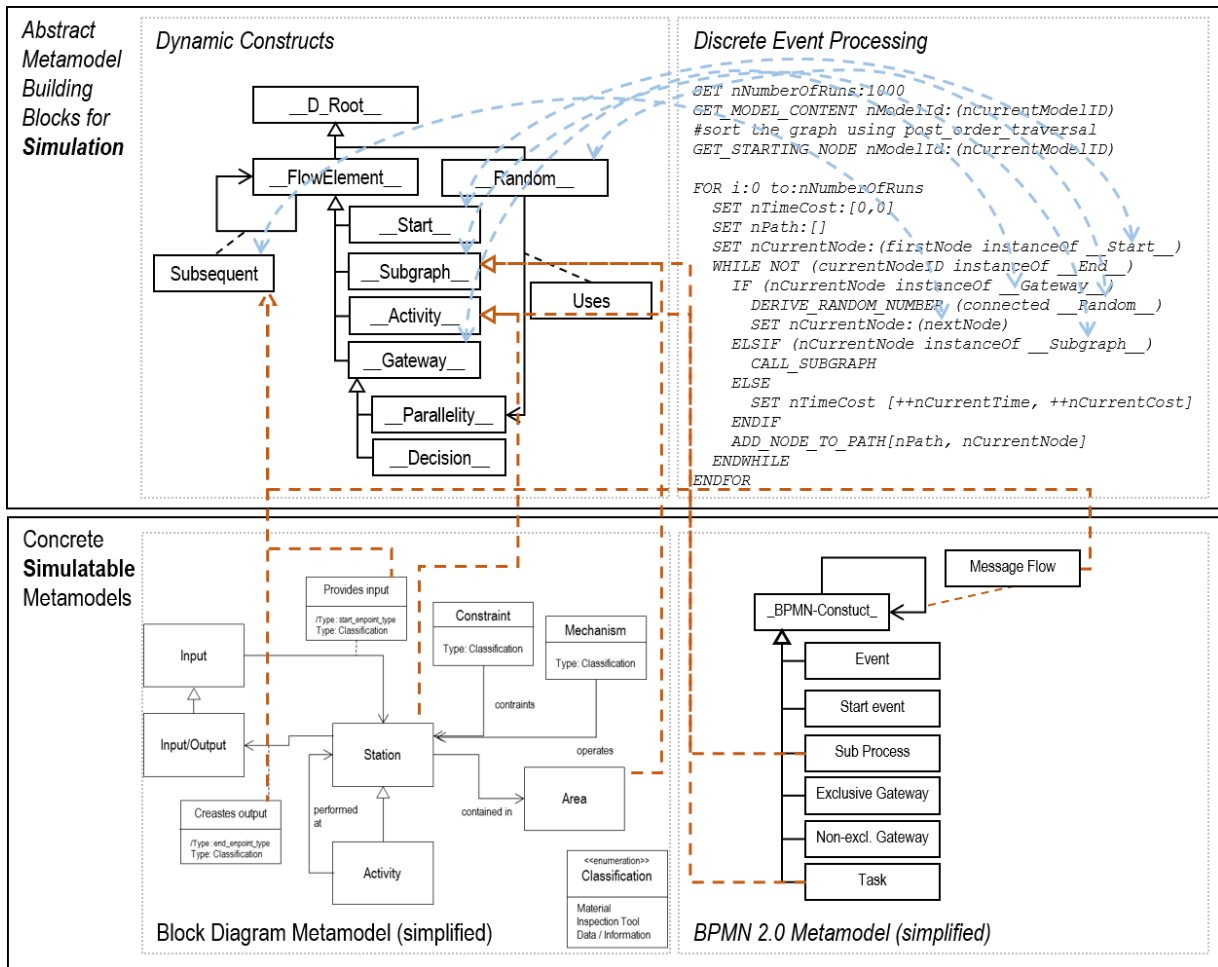 Abstract
Metamodel
Building
Blocks for
Simulation
Dynamic Constructs
__D_Root__
__FlowElement__
__Random__
__Start__
__Subgraph__
Subsequent
Uses
__Activity__
__Gateway__
__Parallelity__
__Decision__
Discrete Event Processing
SET nNumberOfRuns:1000
GET_MODEL_CONTENT nModelId:(nCurrentModelID)
#sort the graph using post_order_traversal
GET_STARTING_NODE nModelId:(nCurrentModelID)
FOR i:0 to:nNumberOfRuns
SET nTimeCost:[0,0]
SET nPath:[]
SET nCurrentNode:(firstNode instanceOf __Start__)
WHILE NOT (currentNodeID instanceOf __End__)
IF (nCurrentNode instanceOf __Gateway__)
DERIVE_RANDOM_NUMBER (connected __Random__)
SET nCurrentNode:(nextNode)
ELSIF (nCurrentNode instanceOf __Subgraph__)
CALL_SUBGRAPH
ELSE
SET nTimeCost [++nCurrentTime, ++nCurrentCost]
ENDIF
ADD_NODE_TO_PATH[nPath, nCurrentNode]
ENDWHILE
ENDFOR
Concrete
Simulatable
Metamodels
Provides input
/Type : start_enpoint_type
Type: Classification
Constraint
Type: Classification
Mechanism
Type: Classification
Input
contraints
Input/Output
Station
operates
Area
contained in
performed
at
Creastes output
/Type : end_enpoint_type
Type: Classification
Activity
<<enumeration>>
Classification
Material
Inspection Tool
Data / Information
Block Diagram Metamodel (simplified)
Message Flow
_BPMN-Constuct_
Event
Start event
Sub Process
Exclusive Gateway
Non-excl. Gateway
Task
BPMN 2.0 Metamodel (simplified)